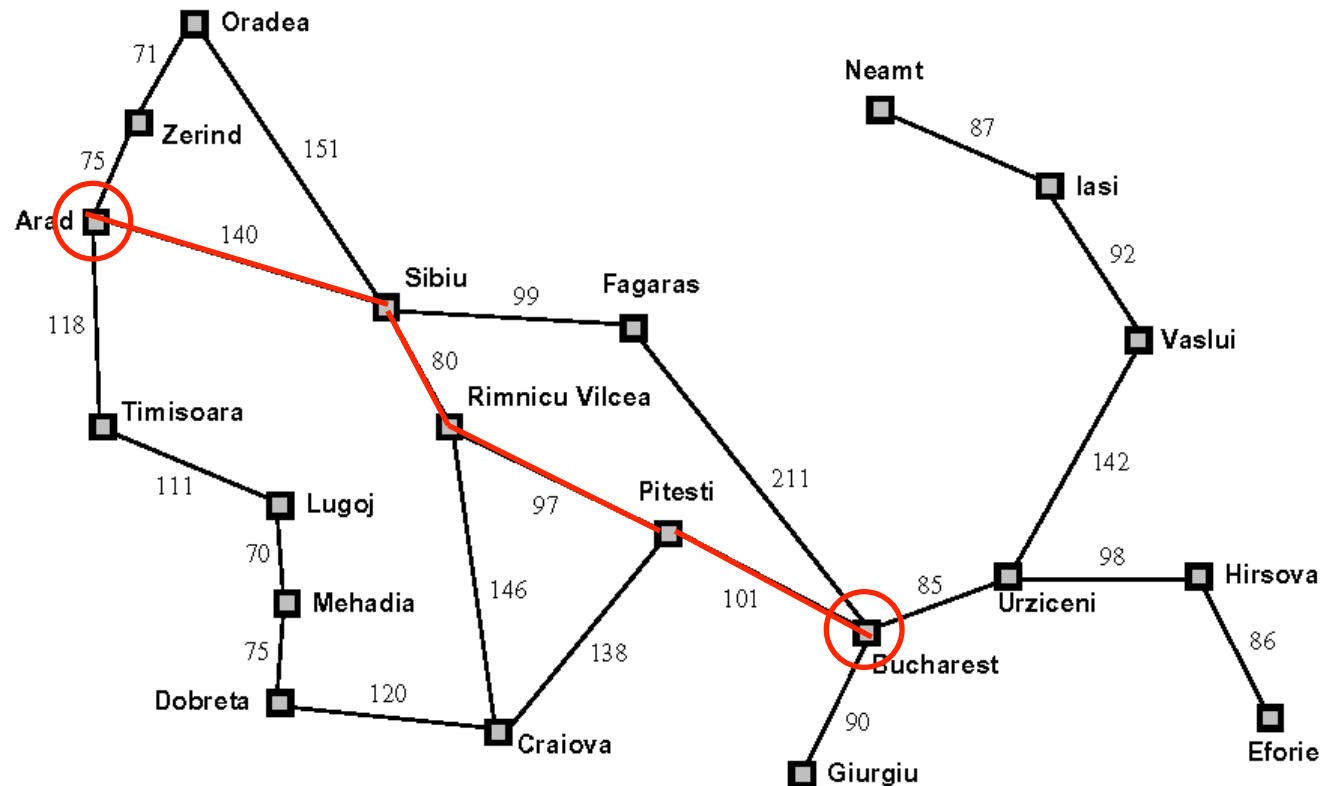 Oradea
71
Neamt
87
Zerind
151
75
Iasi
Arad
140
92
Sibiu
Fagaras
99
118
Vaslui
80
Rimnicu Vilcea
Timisoara
142
211
111
Pitesti
Lugoj
97
70
98
Hirsova
85
Urziceni
146
101
Mehadia
86
138
75
Bucharest
120
Dobreta
90
Craiova
Eforie
Giurgiu